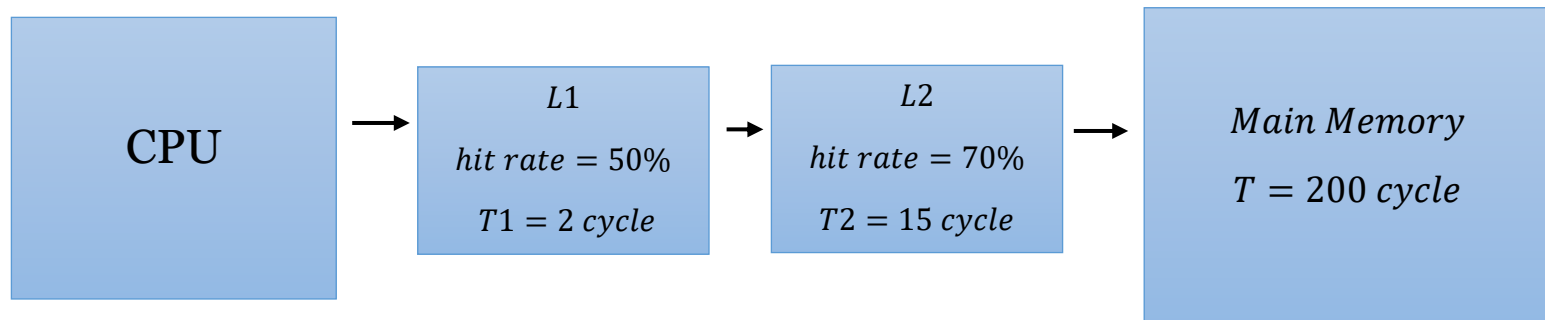 CPU
L1
hit rate = 50%
T1 = 2 cycle
L2
hit rate = 70%
T2 = 15 cycle
Main Memory
T = 200 cycle